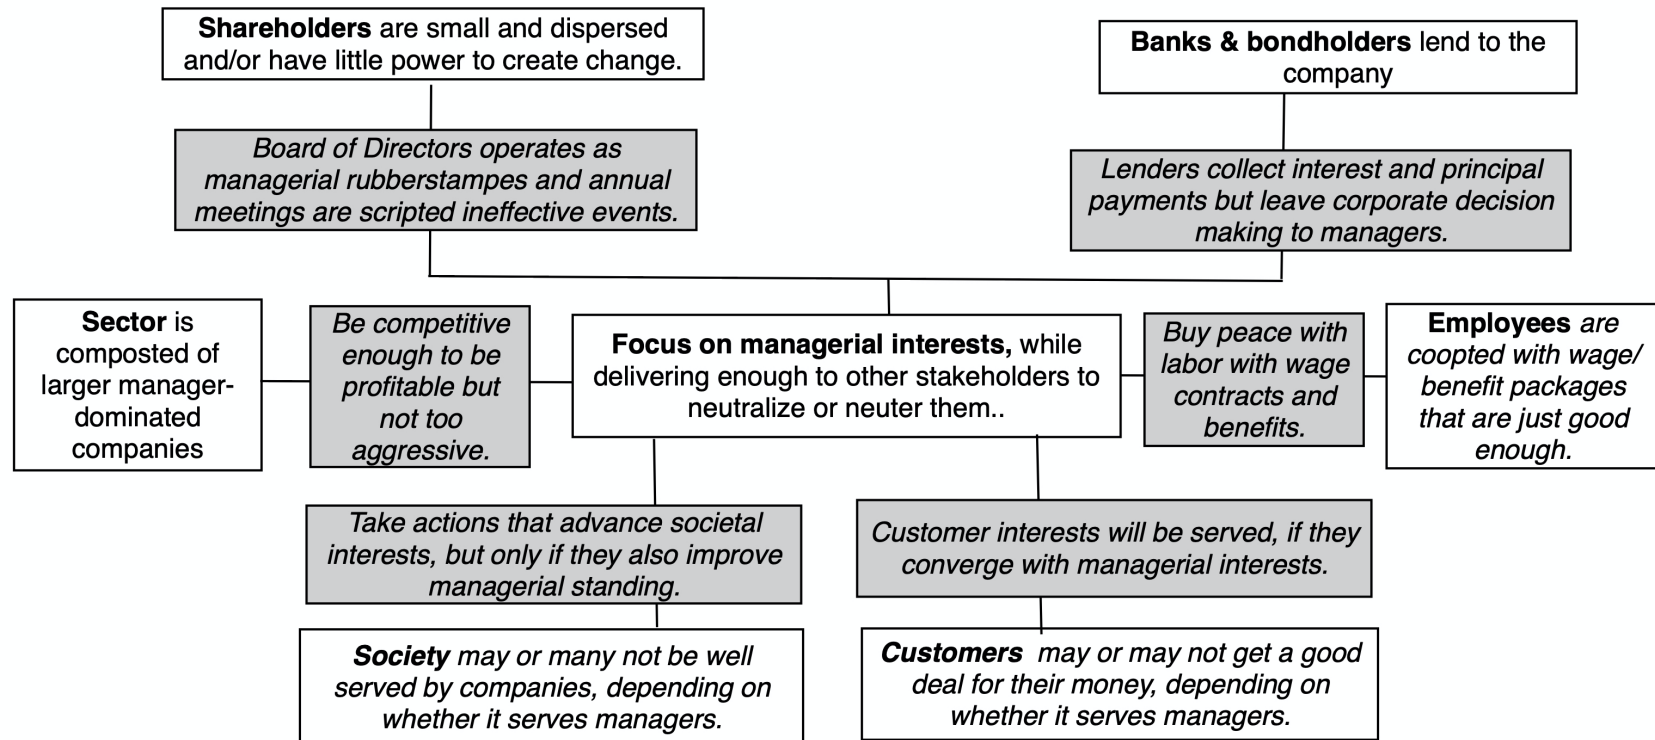 Shareholders are small and dispersed
and/or have little power to create change.
Banks & bondholders lend to the
company
Board of Directors operates as
managerial rubberstampes and annual
meetings are scripted ineffective events.
Lenders collect interest and principal
payments but leave corporate decision
making to managers.
Sector is
composted of
larger manager-
dominated
companies
Be competitive
enough to be
profitable but
not too
aggressive.
Focus on managerial interests, while
delivering enough to other stakeholders to
neutralize or neuter them..
Buy peace with
labor with wage
contracts and
benefits.
Employees are
coopted with wage/
benefit packages
that are just good
enough.
Take actions that advance societal
interests, but only if they also improve
managerial standing.
Customer interests will be served, if they
converge with managerial interests.
Society may or many not be well
served by companies, depending on
whether it serves managers.
Customers may or may not get a good
deal for their money, depending on
whether it serves managers.